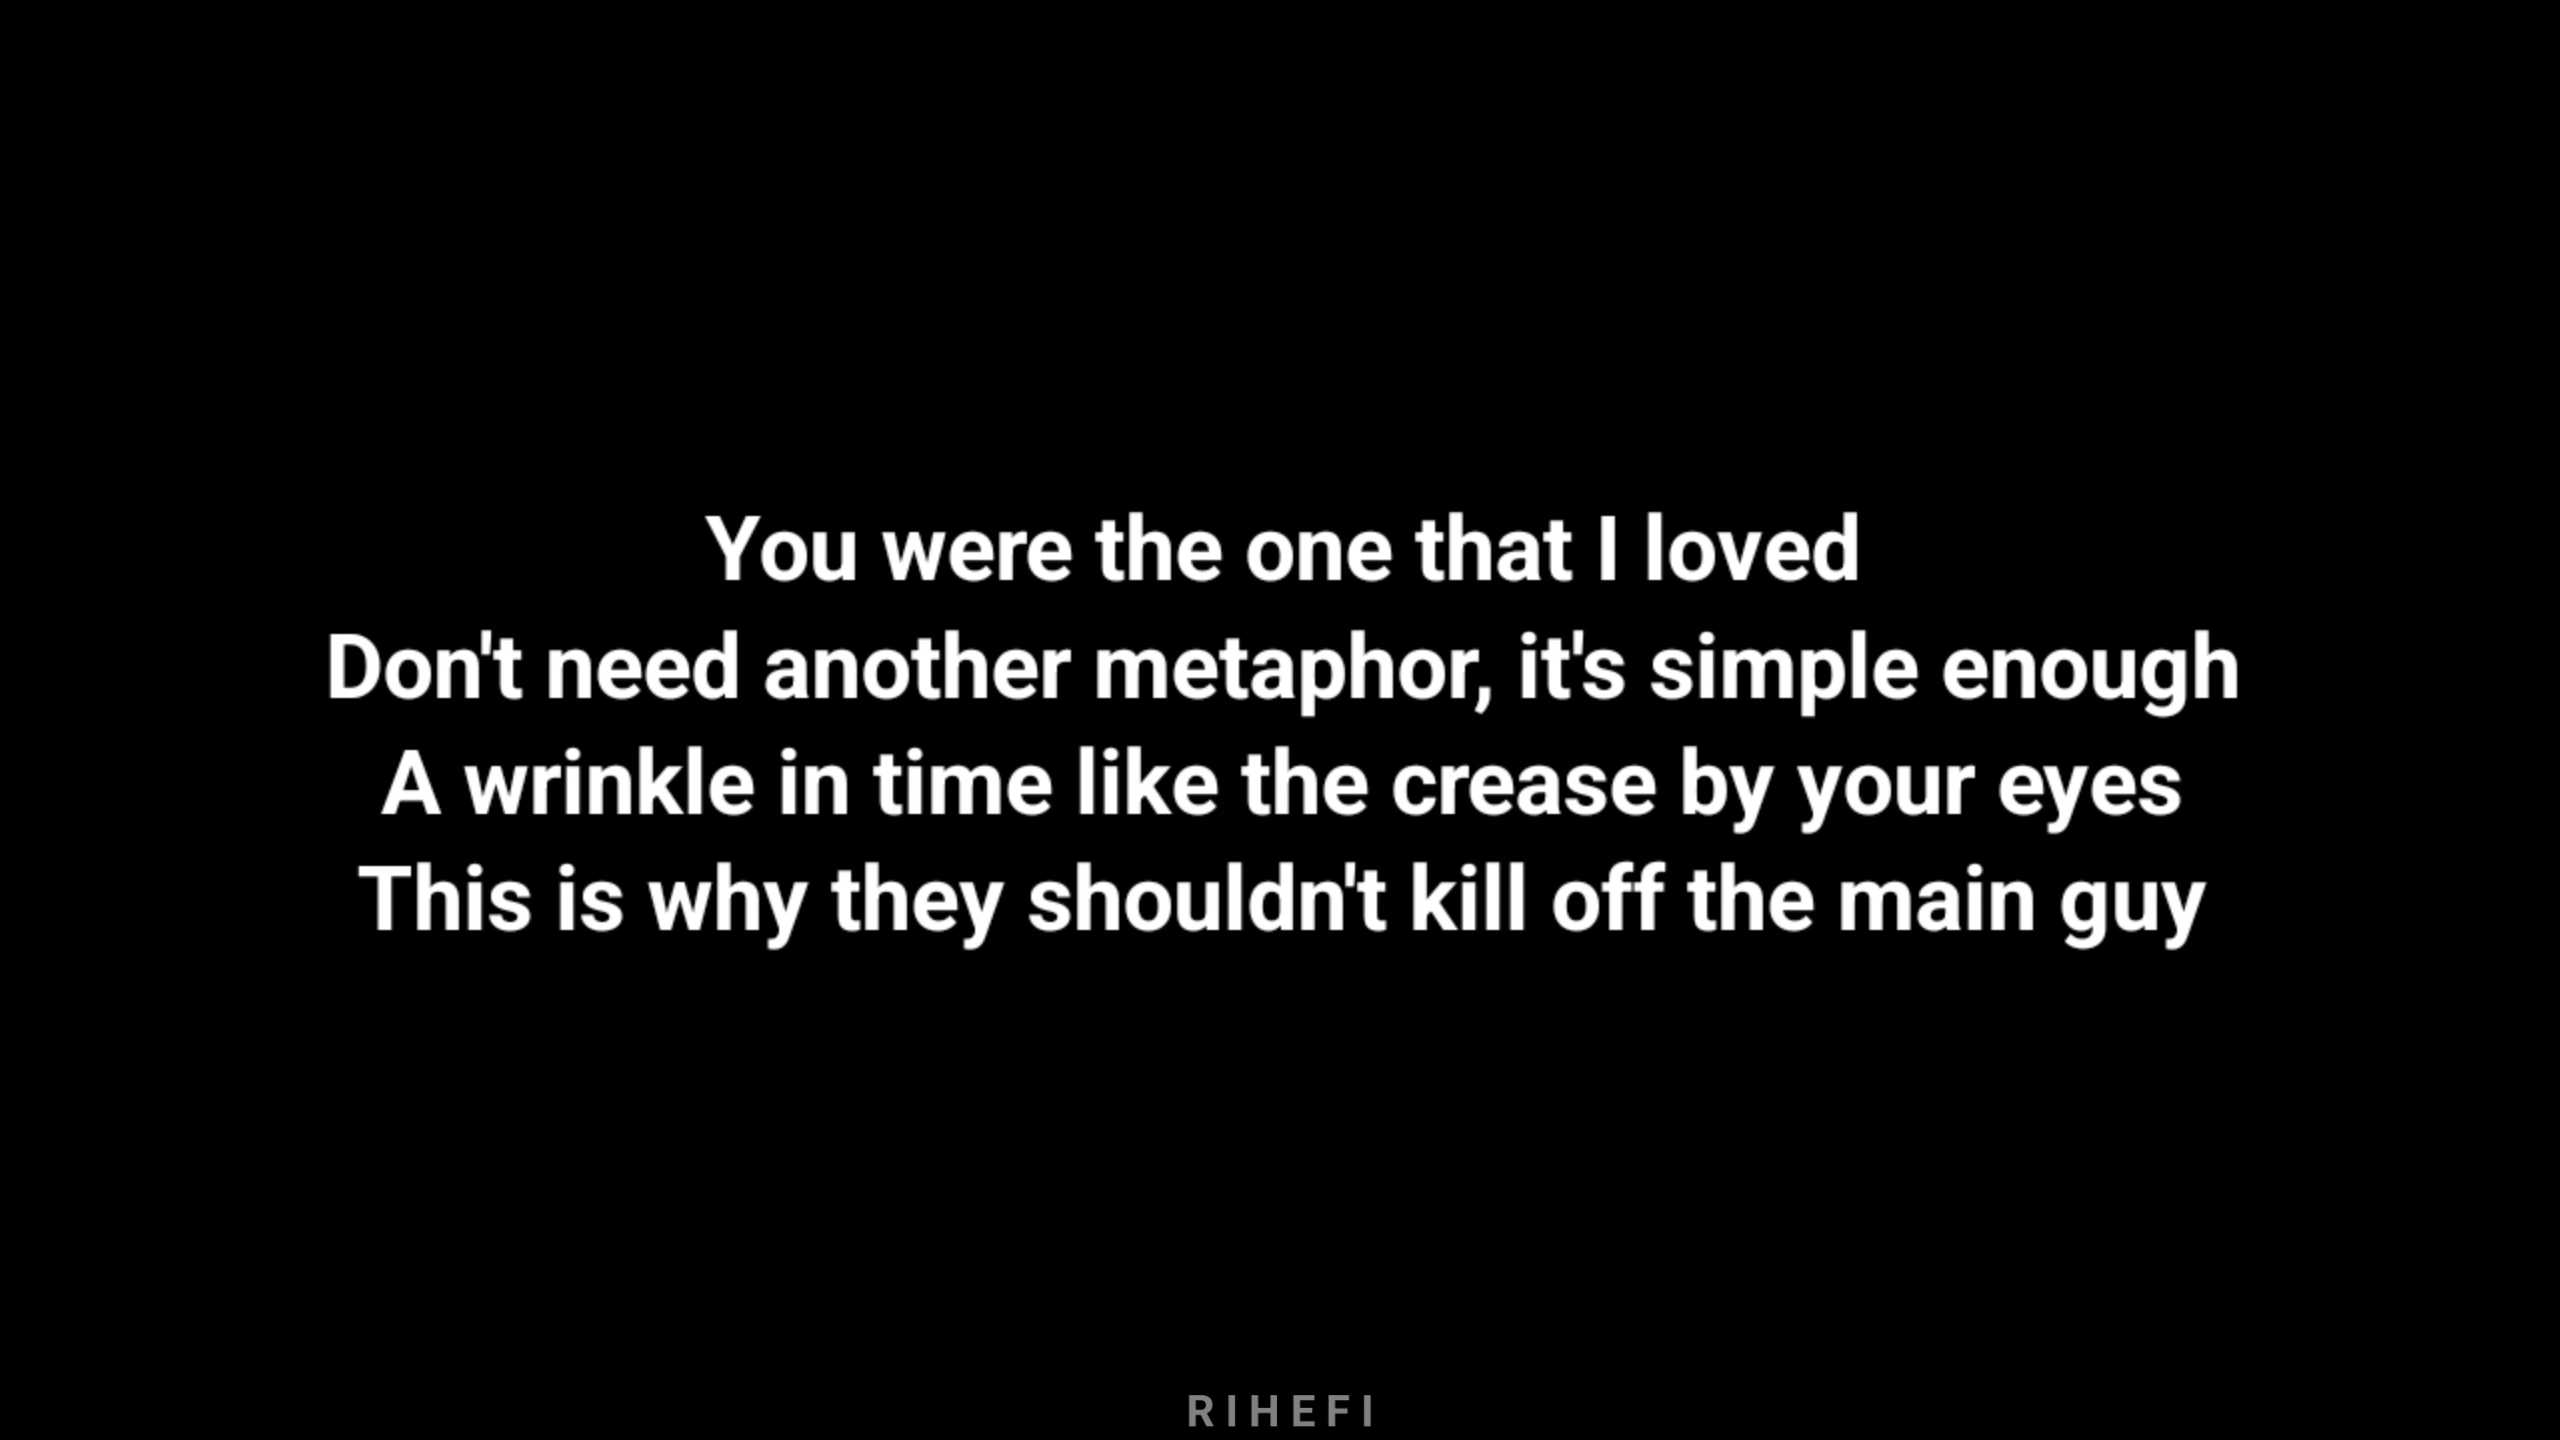 You were the one that I loved
Don't need another metaphor, it's simple enough
A wrinkle in time like the crease by your eyes
This is why they shouldn't kill off the main guy
RIHEFI